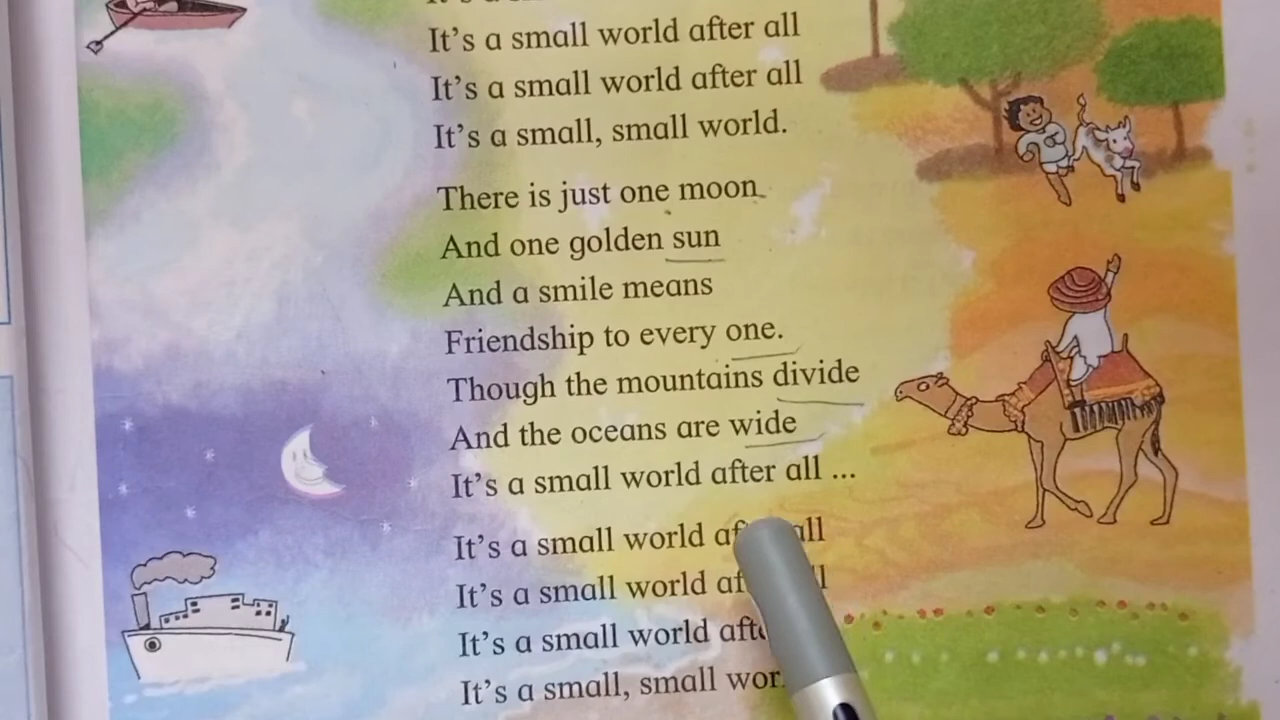 It's a small world after all
It's a small world after all
It's a small, small world.
There is just one moon
And one golden sun
And a smile means
Friendship to every one.
Though the mountains divide
And the oceans are wide
It's a small world after all ...
It's a small world all
It's a small world
It's a small world
It's a small, small